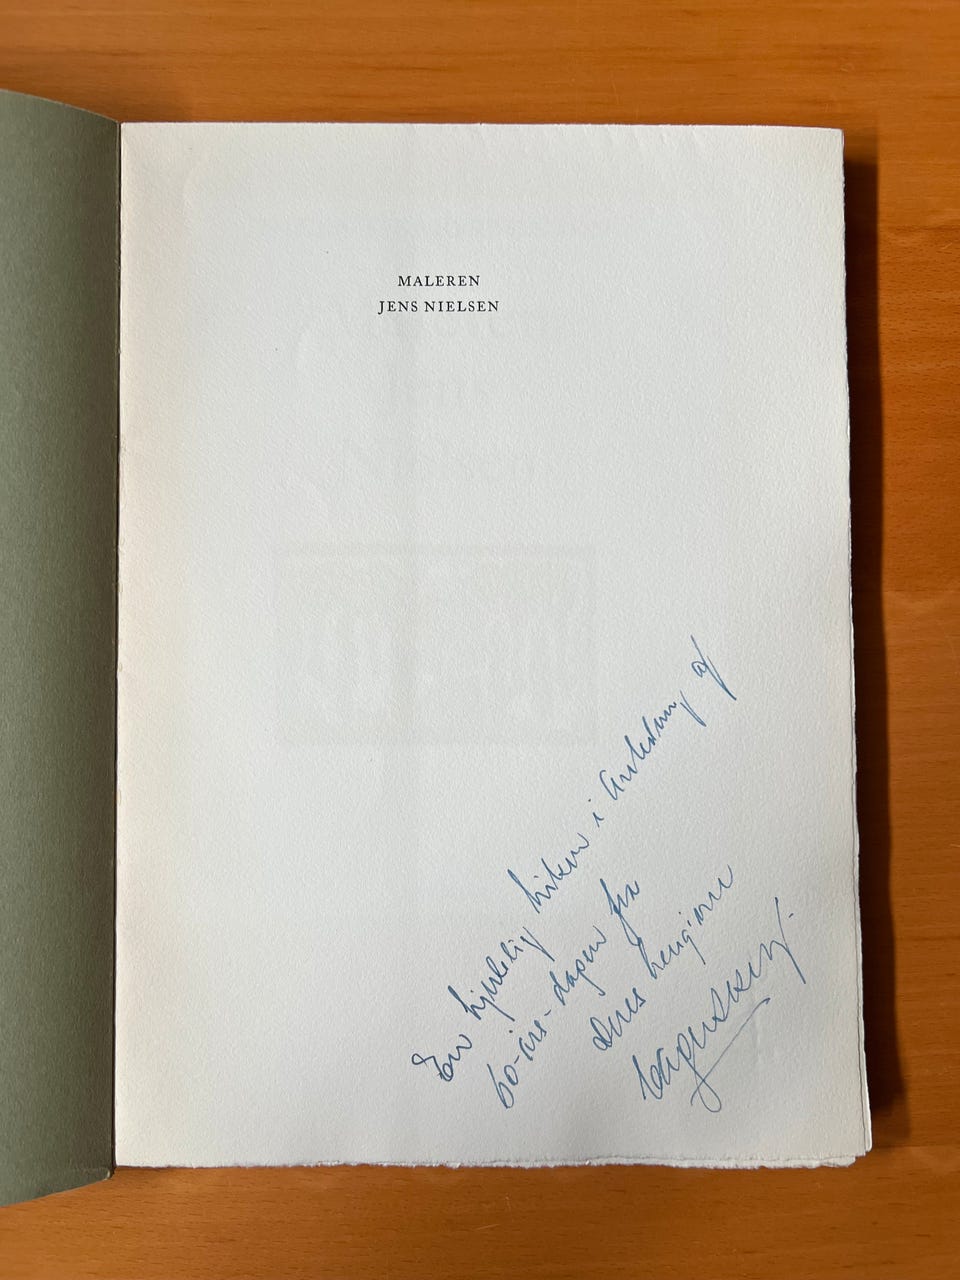 MALEREN
JENS NIELSEN
En hjertelig hilsen i Anledning af
60-års-dagen fra
Deres hengivne